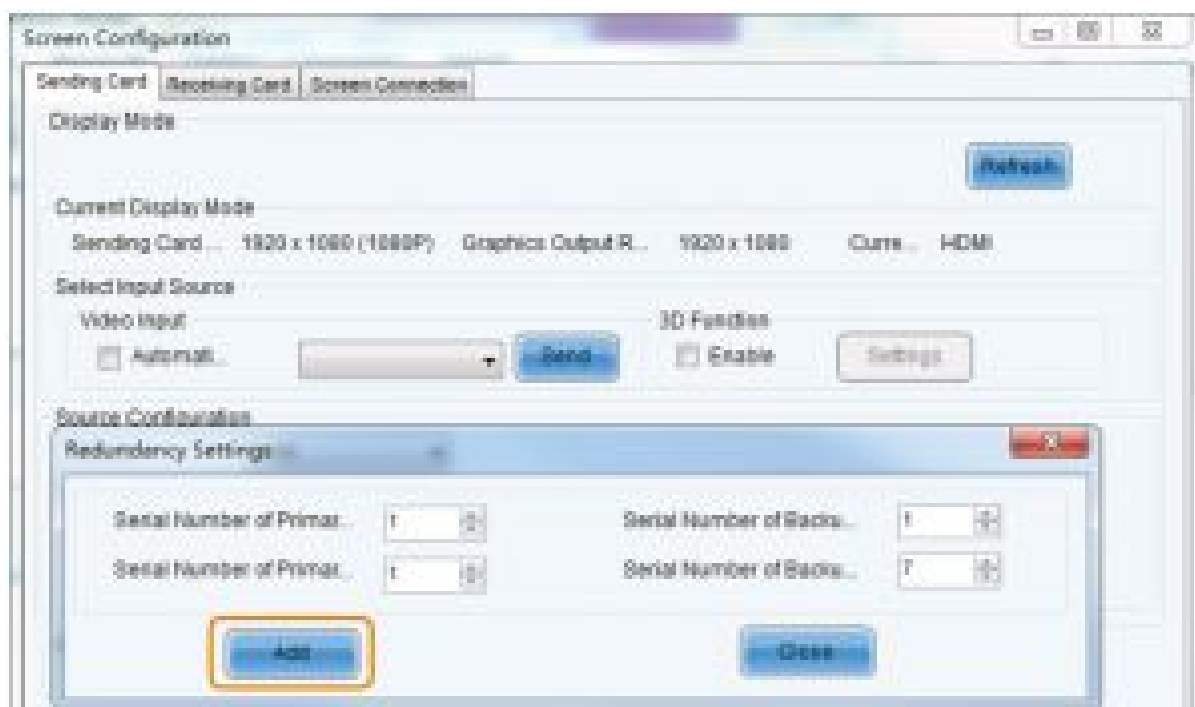 Screen Configuration
Sending Card Receiving Card Screen Connection
Display Mode
Refresh
Current Display Mode
Sending Card ... 1920 x 1080 (1080P) Graphics Output R... 1920 x 1080 Curre... HDMI
Select Input Source
Video Input 3D Function
Automati... Send Enable Settings
Source Configuration
Redundancy Settings
Serial Number of Primar... 1 Serial Number of Backu... 1
Serial Number of Primar... 1 Serial Number of Backu... 7
Add Close